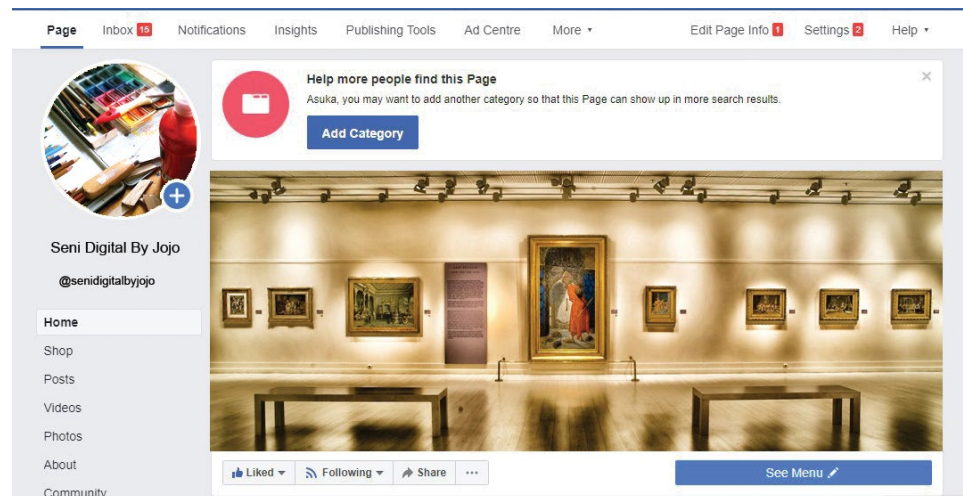 Page Inbox 15 Notifications Insights Publishing Tools Ad Centre More Edit Page Info 1 Settings 2 Help
Help more people find this Page
Asuka, you may want to add another category so that this Page can show up in more search results.
Add Category
Seni Digital By Jojo
@senidigitalbyjojo
Home
Shop
Posts
Videos
Photos
About
Community
Liked Following Share ... See Menu